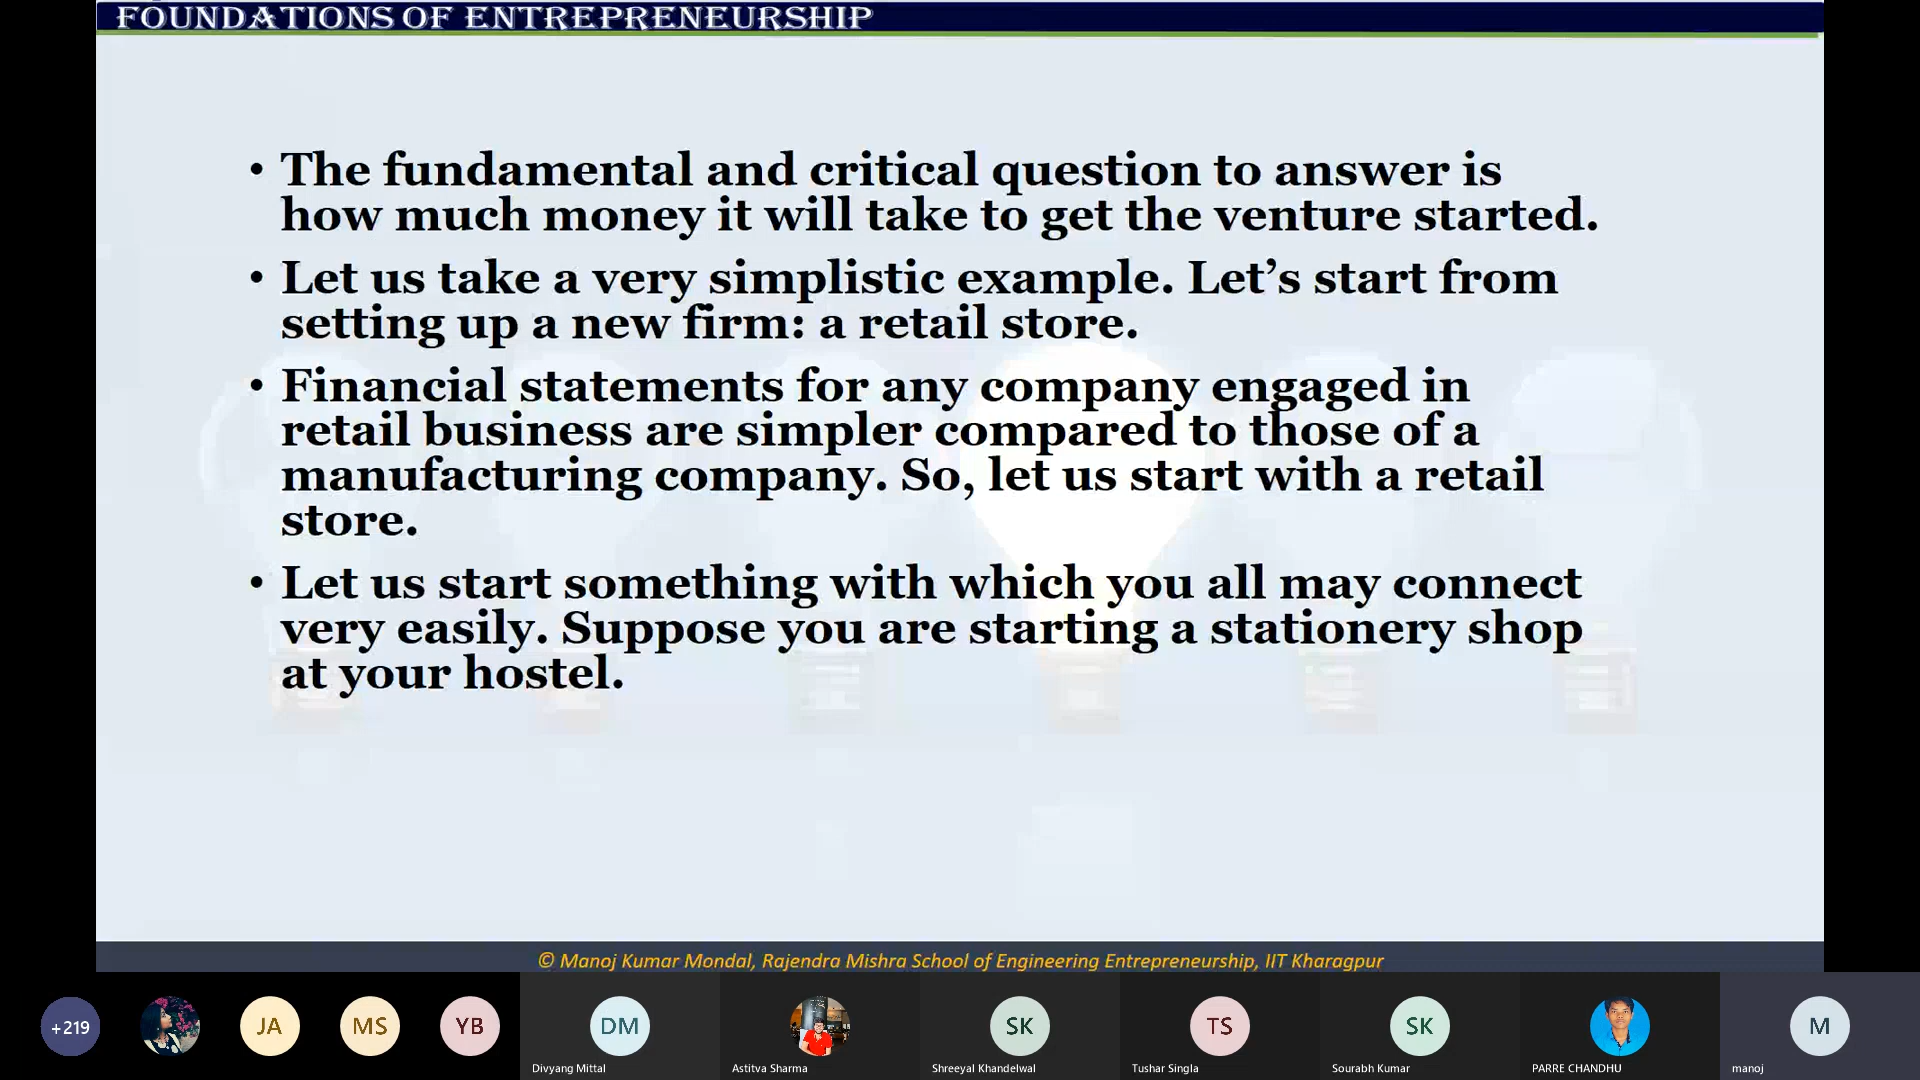 FOUNDATIONS OF ENTREPRENEURSHIP
• The fundamental and critical question to answer is
how much money it will take to get the venture started.
• Let us take a very simplistic example. Let’s start from
setting up a new firm: a retail store.
• Financial statements for any company engaged in
retail business are simpler compared to those of a
manufacturing company. So, let us start with a retail
store.
• Let us start something with which you all may connect
very easily. Suppose you are starting a stationery shop
at your hostel.
© Manoj Kumar Mondal, Rajendra Mishra School of Engineering Entrepreneurship, IIT Kharagpur
+219 JA MS YB DM SK TS SK M
Divyang Mittal Astitva Sharma Shreeyal Khandelwal Tushar Singla Sourabh Kumar PARRE CHANDHU manoj